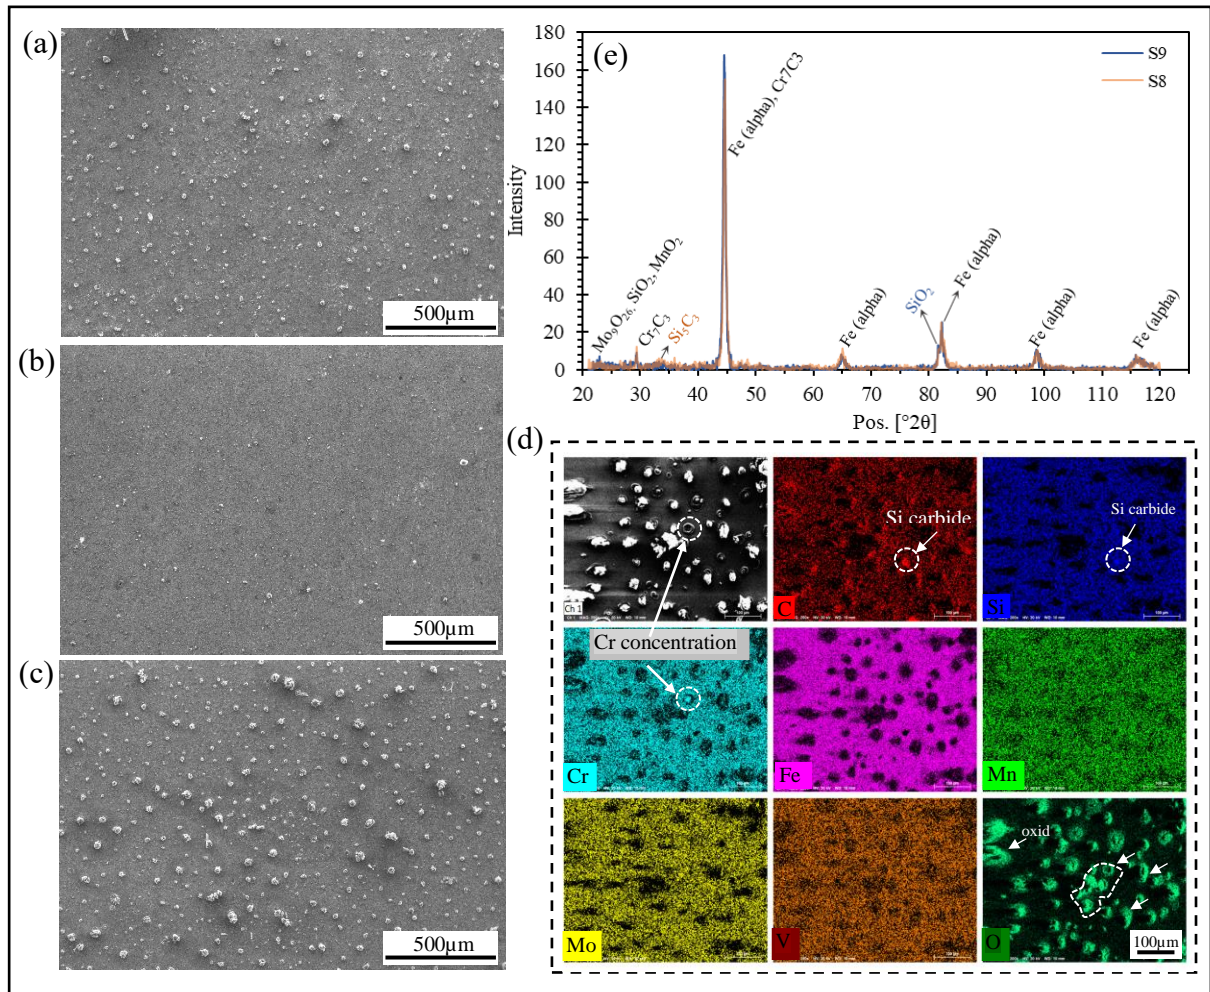 (a)
500µm
(b)
500µm
(c)
500µm
(e)
S9
S8
Intensity
180
160
140
120
100
80
60
40
20
0
Mo₉O₂₆, SiO₂, MnO₂
Cr₇C₃
Si₅C₃
Fe (alpha), Cr7C3
Fe (alpha)
SiO₂
Fe (alpha)
Fe (alpha)
Fe (alpha)
20 30 40 50 60 70 80 90 100 110 120
Pos. [°2θ]
(d)
Ch 1
Si carbide
C
Si carbide
Si
Cr concentration
Cr
Fe
Mn
Mo
V
oxid
O
100µm